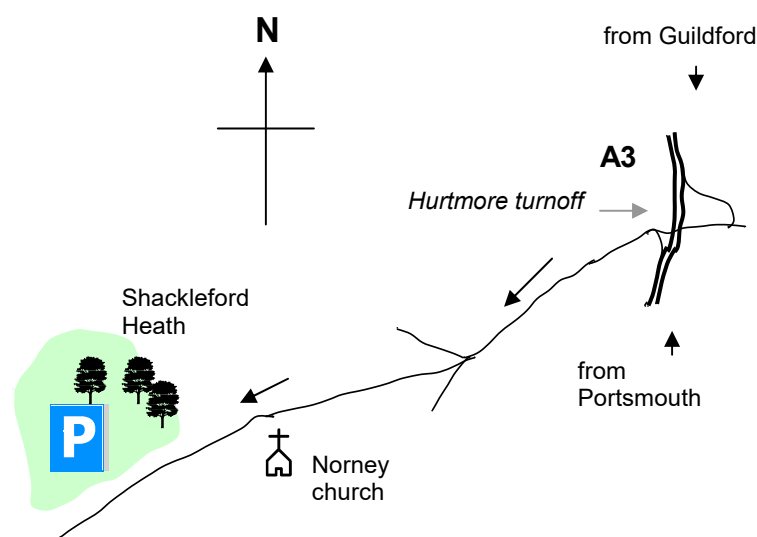 N
from Guildford
A3
Hurtmore turnoff
Shackleford
Heath
from
Portsmouth
P
Norney
church